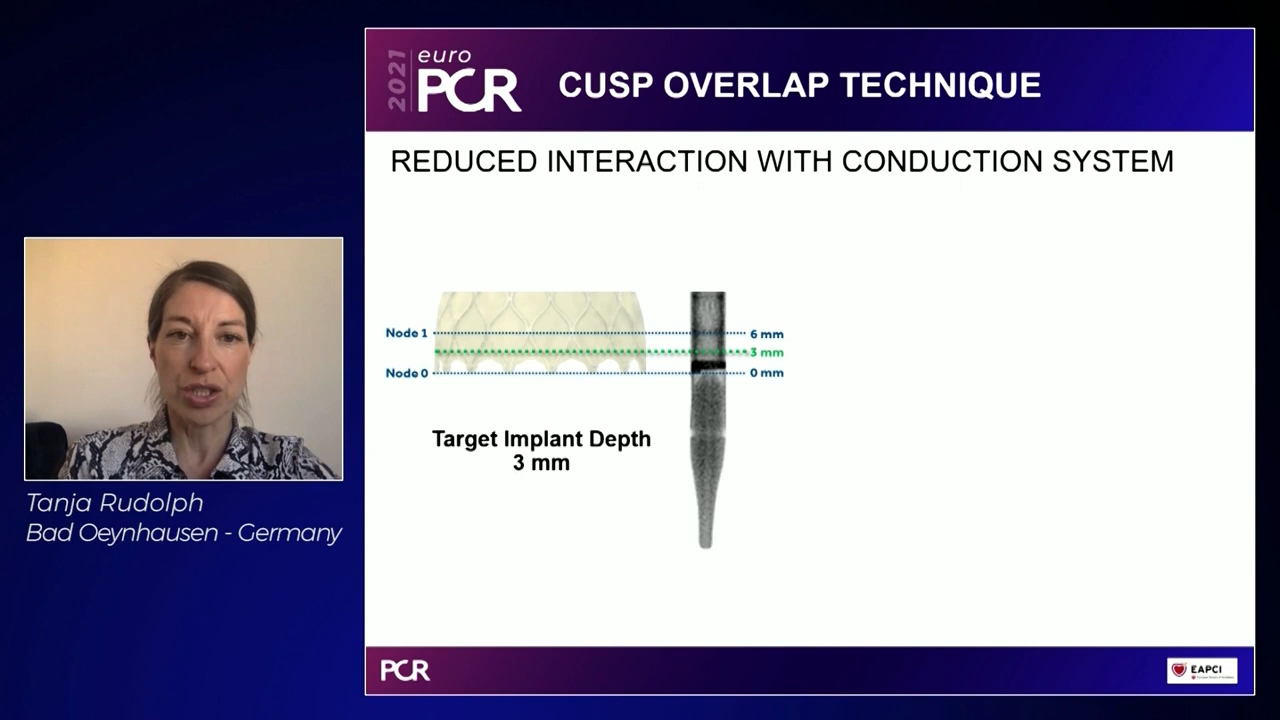 2021
euro
PCR
CUSP OVERLAP TECHNIQUE
REDUCED INTERACTION WITH CONDUCTION SYSTEM
Node 1
6 mm
3 mm
Node 0
0 mm
Target Implant Depth
3 mm
Tanja Rudolph
Bad Oeynhausen - Germany
PCR
EAPCI